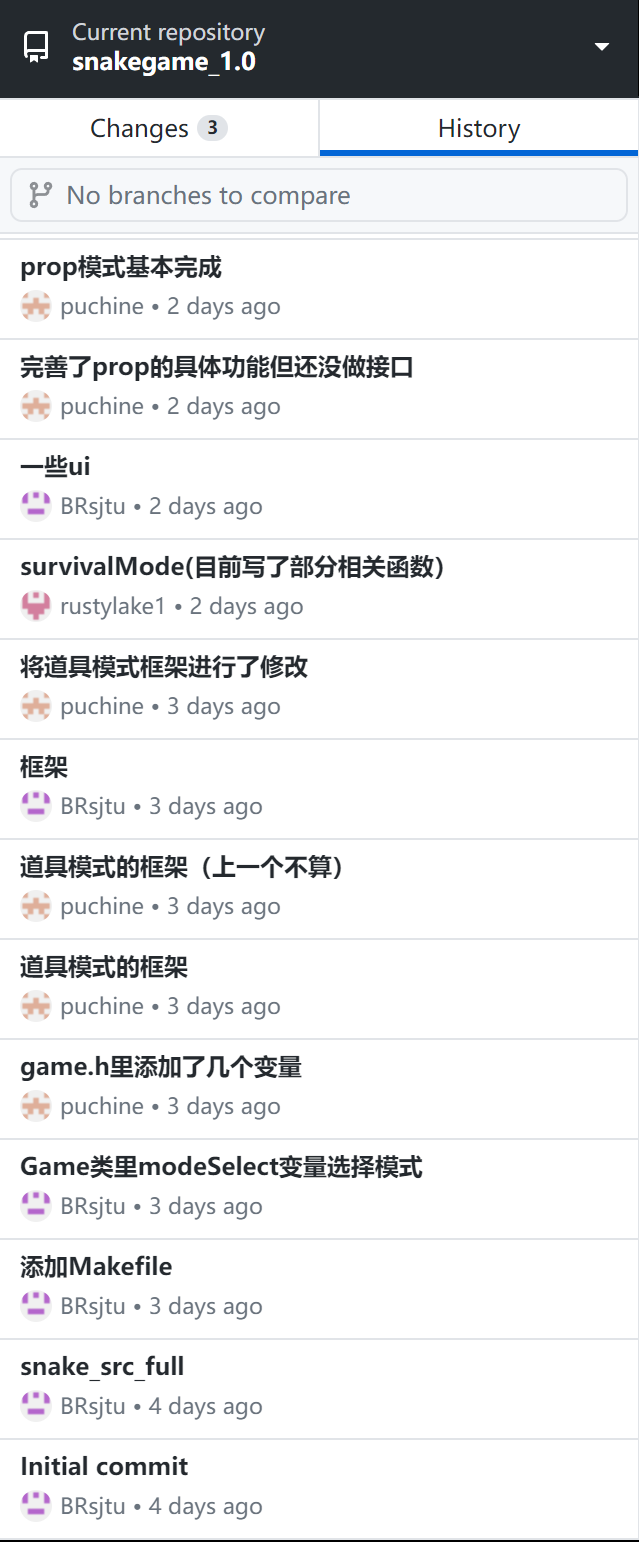 Current repository
snakegame_1.0
Changes 3
History
No branches to compare
prop模式基本完成
puchine • 2 days ago
完善了prop的具体功能但还没做接口
puchine • 2 days ago
一些ui
BRsjtu • 2 days ago
survivalMode(目前写了部分相关函数）
rustylake1 • 2 days ago
将道具模式框架进行了修改
puchine • 3 days ago
框架
BRsjtu • 3 days ago
道具模式的框架（上一个不算）
puchine • 3 days ago
道具模式的框架
puchine • 3 days ago
game.h里添加了几个变量
puchine • 3 days ago
Game类里modeSelect变量选择模式
BRsjtu • 3 days ago
添加Makefile
BRsjtu • 3 days ago
snake_src_full
BRsjtu • 4 days ago
Initial commit
BRsjtu • 4 days ago